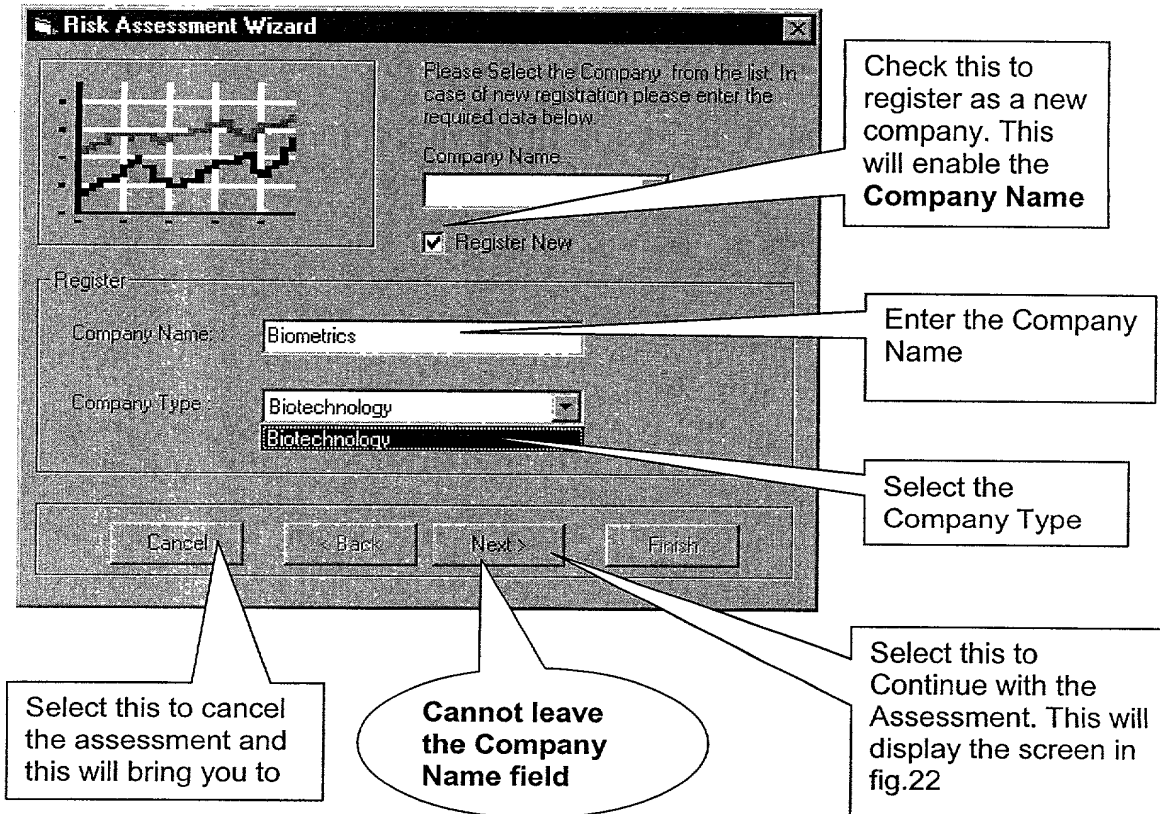 Risk Assessment Wizard
Please Select the Company from the list. In
case of new registration please enter the
required data below
Company Name
Register New
Check this to
register as a new
company. This
will enable the
Company Name
Register
Company Name:
Biometrics
Enter the Company
Name
Company Type :
Biotechnology
Biotechnology
Select the
Company Type
Cancel
< Back
Next >
Finish
Select this to cancel
the assessment and
this will bring you to
Cannot leave
the Company
Name field
Select this to
Continue with the
Assessment. This will
display the screen in
fig.22